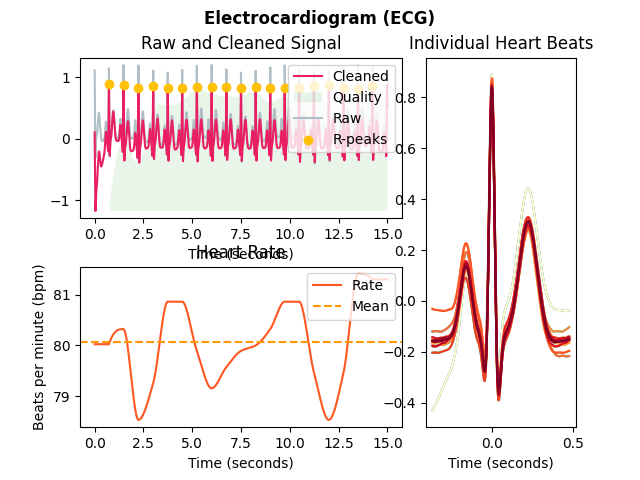 Electrocardiogram (ECG)
Raw and Cleaned Signal
Individual Heart Beats
1
0
−1
Cleaned
Quality
Raw
R-peaks
0.0 2.5 5.0 7.5 10.0 12.5 15.0
Time (seconds)
Heart Rate
81
80
79
Beats per minute (bpm)
Rate
Mean
0.0 2.5 5.0 7.5 10.0 12.5 15.0
Time (seconds)
0.8
0.6
0.4
0.2
0.0
−0.2
−0.4
0.0 0.5
Time (seconds)